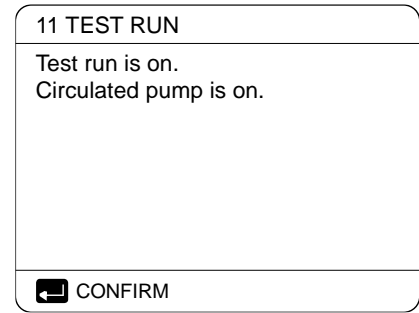 11 TEST RUN
Test run is on.
Circulated pump is on.
CONFIRM